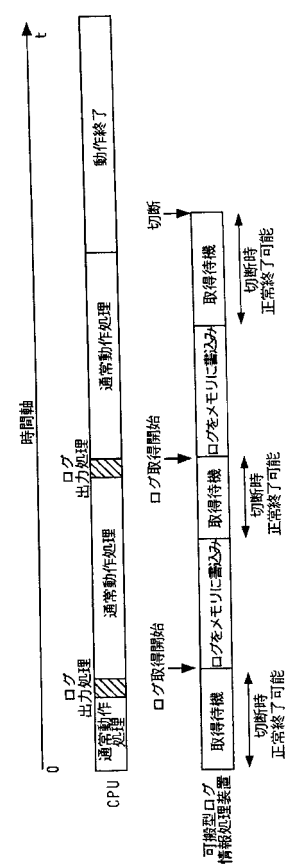 時間軸
0
t
ログ
出力処理
ログ
出力処理
CPU
通常動作
処理
通常動作処理
通常動作処理
動作終了
ログ取得開始
ログ取得開始
切断
可搬型ログ
情報処理装置
取得待機
ログをメモリに書込み
取得待機
ログをメモリに書込み
取得待機
切断時
正常終了可能
切断時
正常終了可能
切断時
正常終了可能